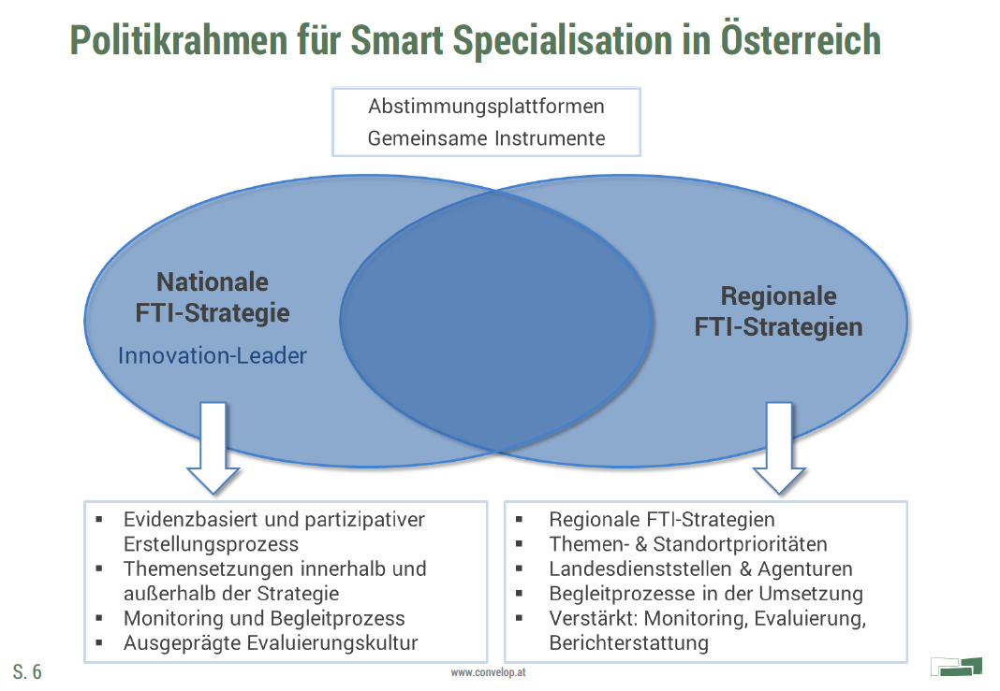 Politikrahmen für Smart Specialisation in Österreich
Abstimmungsplattformen
Gemeinsame Instrumente
Nationale
FTI-Strategie
Innovation-Leader
Regionale
FTI-Strategien
▪ Evidenzbasiert und partizipativer
Erstellungsprozess
▪ Themensetzungen innerhalb und
außerhalb der Strategie
▪ Monitoring und Begleitprozess
▪ Ausgeprägte Evaluierungskultur
▪ Regionale FTI-Strategien
▪ Themen- & Standortprioritäten
▪ Landesdienststellen & Agenturen
▪ Begleitprozesse in der Umsetzung
▪ Verstärkt: Monitoring, Evaluierung,
Berichterstattung
S. 6
www.convelop.at